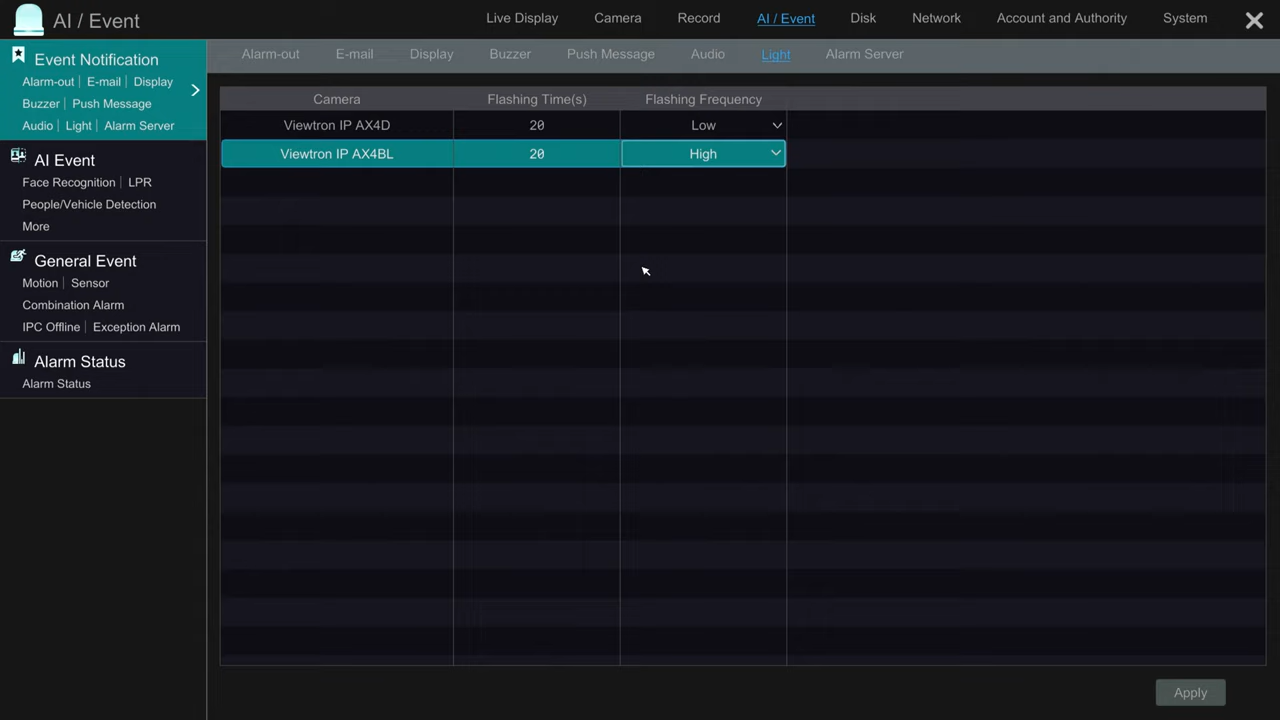 AI / Event
Live Display Camera Record AI / Event Disk Network Account and Authority System
Alarm-out E-mail Display Buzzer Push Message Audio Light Alarm Server
Event Notification
Alarm-out E-mail Display
Buzzer Push Message
Audio Light Alarm Server
AI Event
Face Recognition LPR
People/Vehicle Detection
More
General Event
Motion Sensor
Combination Alarm
IPC Offline Exception Alarm
Alarm Status
Alarm Status
Camera Flashing Time(s) Flashing Frequency
Viewtron IP AX4D 20 Low
Viewtron IP AX4BL 20 High
Apply